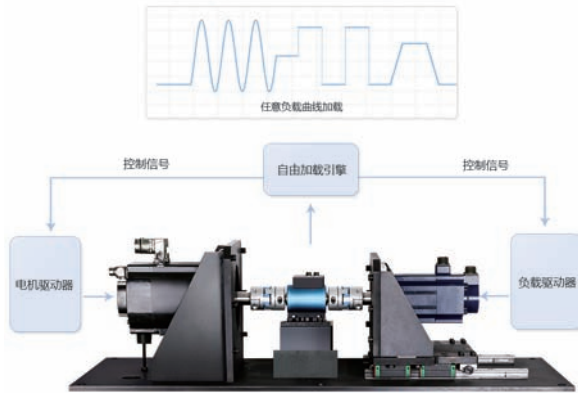 任意负载曲线加载
控制信号
自由加载引擎
控制信号
电机驱动器
负载驱动器